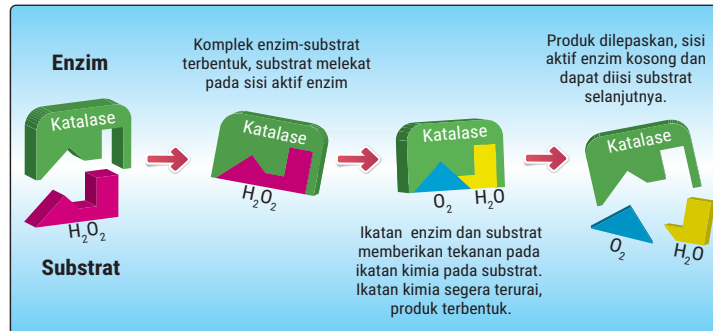 Enzim
Katalase
H₂O₂
Substrat
Komplek enzim-substrat
terbentuk, substrat melekat
pada sisi aktif enzim
Katalase
H₂O₂
Katalase
O₂ H₂O
Ikatan enzim dan substrat
memberikan tekanan pada
ikatan kimia pada substrat.
Ikatan kimia segera terurai,
produk terbentuk.
Produk dilepaskan, sisi
aktif enzim kosong dan
dapat diisi substrat
selanjutnya.
Katalase
O₂ H₂O